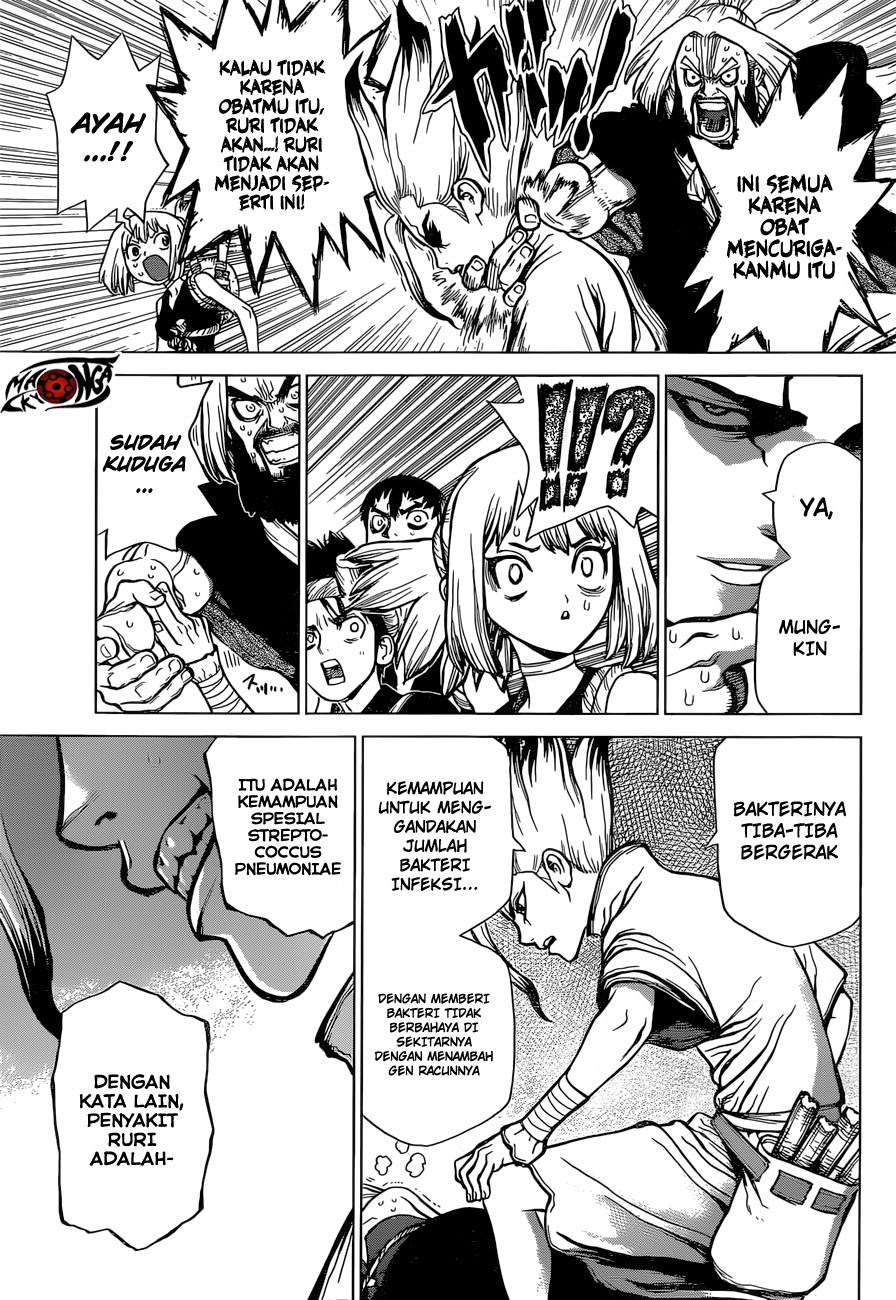 INI SEMUA
KARENA
OBAT
MENCURIGA-
KANMU ITU
KALAU TIDAK
KARENA
OBATMU ITU,
RURI TIDAK
AKAN...! RURI
TIDAK AKAN
MENJADI SEP-
ERTI INI!
AYAH
...!!
YA,
MUNG-
KIN
!!?
SUDAH
KUDUGA
...
BAKTERINYA
TIBA-TIBA
BERGERAK
KEMAMPUAN
UNTUK MENG-
GANDAKAN
JUMLAH
BAKTERI
INFEKSI...
DENGAN MEMBERI
BAKTERI TIDAK
BERBAHAYA DI
SEKITARNYA
DENGAN MENAMBAH
GEN RACUNNYA
ITU ADALAH
KEMAMPUAN
SPESIAL
STREPTO-
COCCUS
PNEUMONIAE
DENGAN
KATA LAIN,
PENYAKIT
RURI
ADALAH-